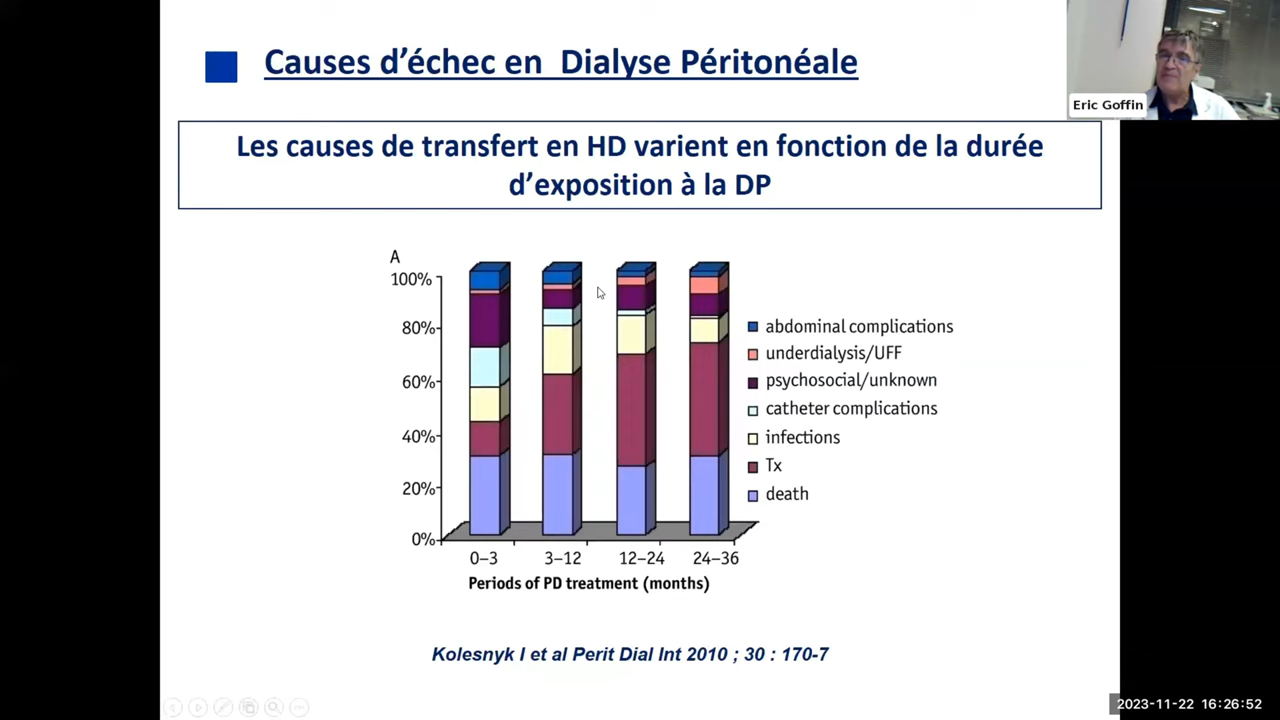 Causes d’échec en Dialyse Péritonéale
Eric Goffin
Les causes de transfert en HD varient en fonction de la durée
d’exposition à la DP
A
100%
80%
60%
40%
20%
0%
0–3
3–12
12–24
24–36
Periods of PD treatment (months)
abdominal complications
underdialysis/UFF
psychosocial/unknown
catheter complications
infections
Tx
death
Kolesnyk I et al Perit Dial Int 2010 ; 30 : 170-7
2023-11-22 16:26:52